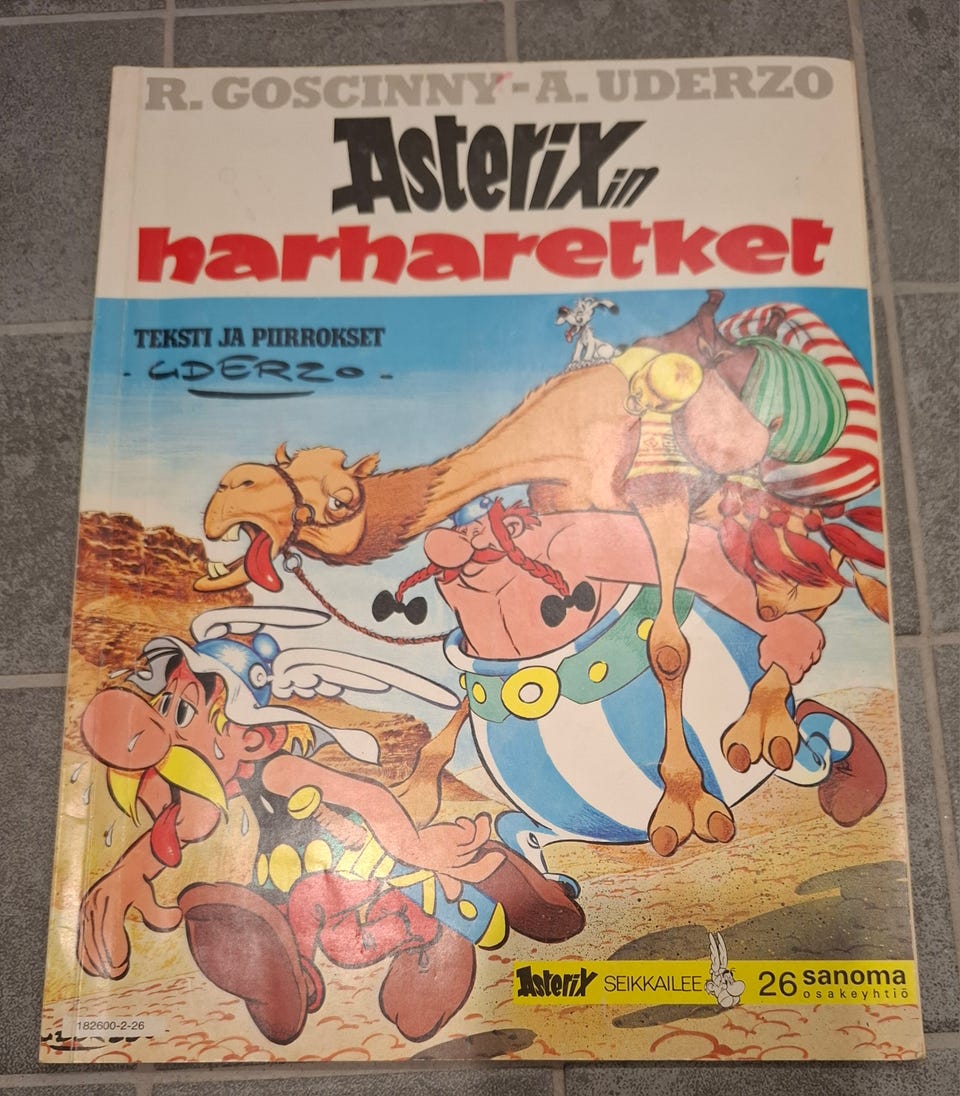 R. GOSCINNY - A. UDERZO
Asterixin
harharetket
TEKSTI JA PIIRROKSET
- UDERZO -
Asterix SEIKKAILEE 26 sanoma
osakeyhtiö
182600-2-26